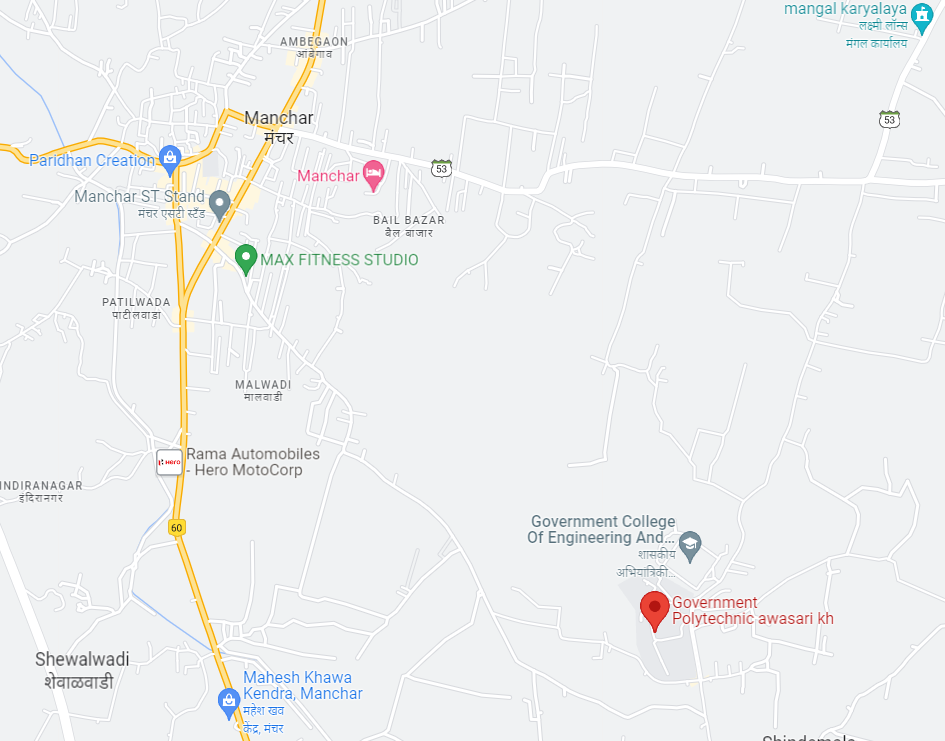 mangal karyalaya
लक्ष्मी लॉन्स
मंगल कार्यालय
AMBEGAON
आंबेगाव
Manchar
मंचर
53
Paridhan Creation
Manchar
53
Manchar ST Stand
मंचर एसटी स्टँड
BAIL BAZAR
बैल बाजार
MAX FITNESS STUDIO
PATILWADA
पाटीलवाडा
MALWADI
मालवाडी
Hero
Rama Automobiles
- Hero MotoCorp
INDIRANAGAR
इंदिरानगर
60
Government College
Of Engineering And...
शासकीय
अभियांत्रिकी...
Government
Polytechnic awasari kh
Shewalwadi
शेवाळवाडी
Mahesh Khawa
Kendra, Manchar
महेश खव
केंद्र, मंचर